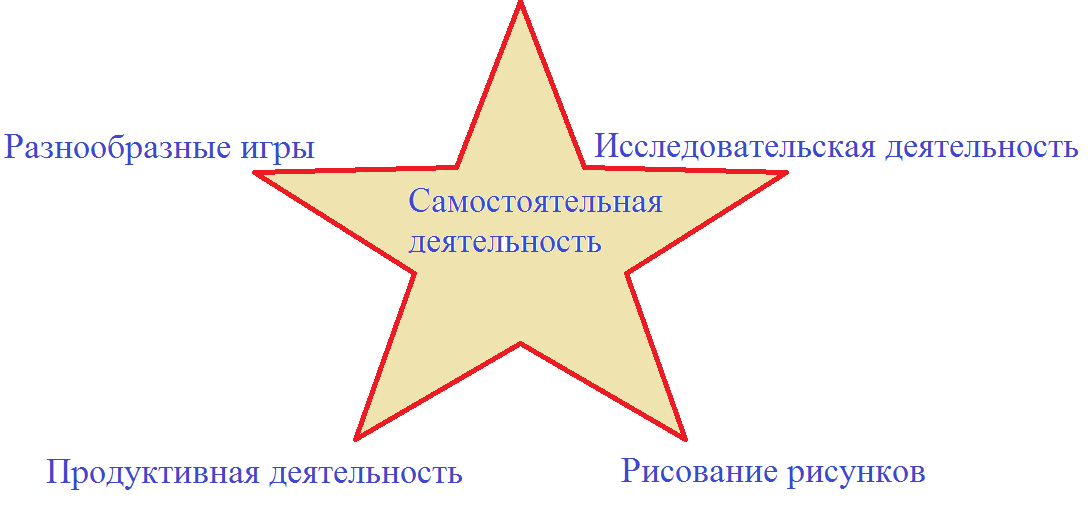 Разнообразные игры
Исследовательская деятельность
Самостоятельная
деятельность
Продуктивная деятельность
Рисование рисунков